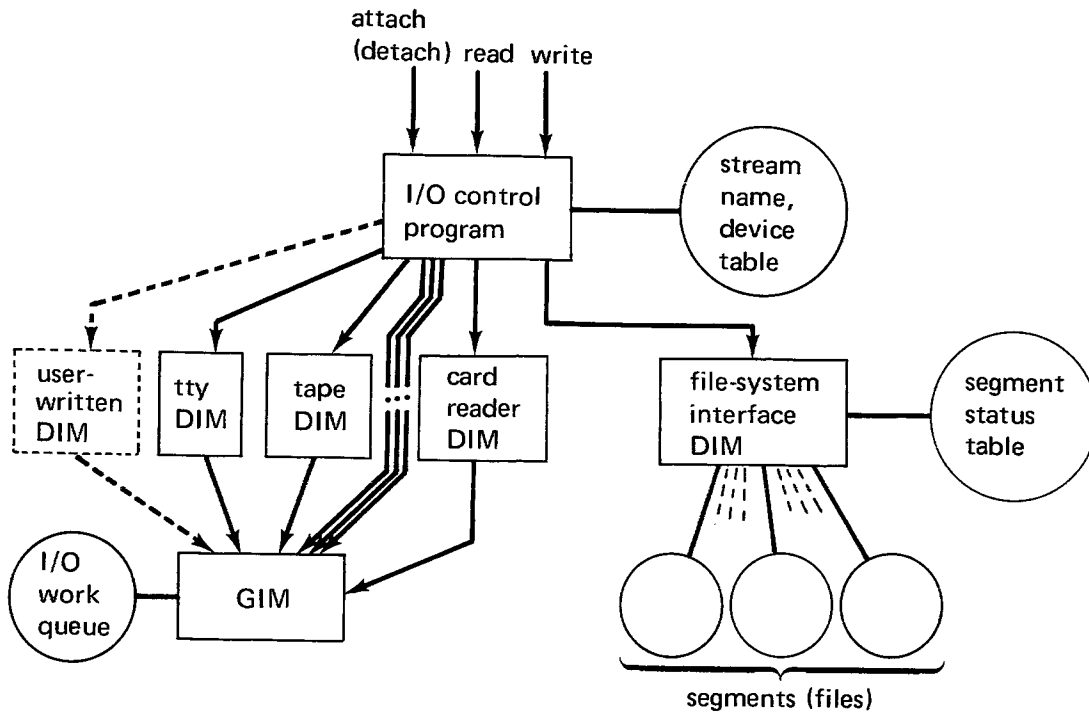 attach
(detach) read write
I/O control
program
stream
name,
device
table
user-
written
DIM
tty
DIM
tape
DIM
card
reader
DIM
file-system
interface
DIM
segment
status
table
I/O
work
queue
GIM
segments (files)